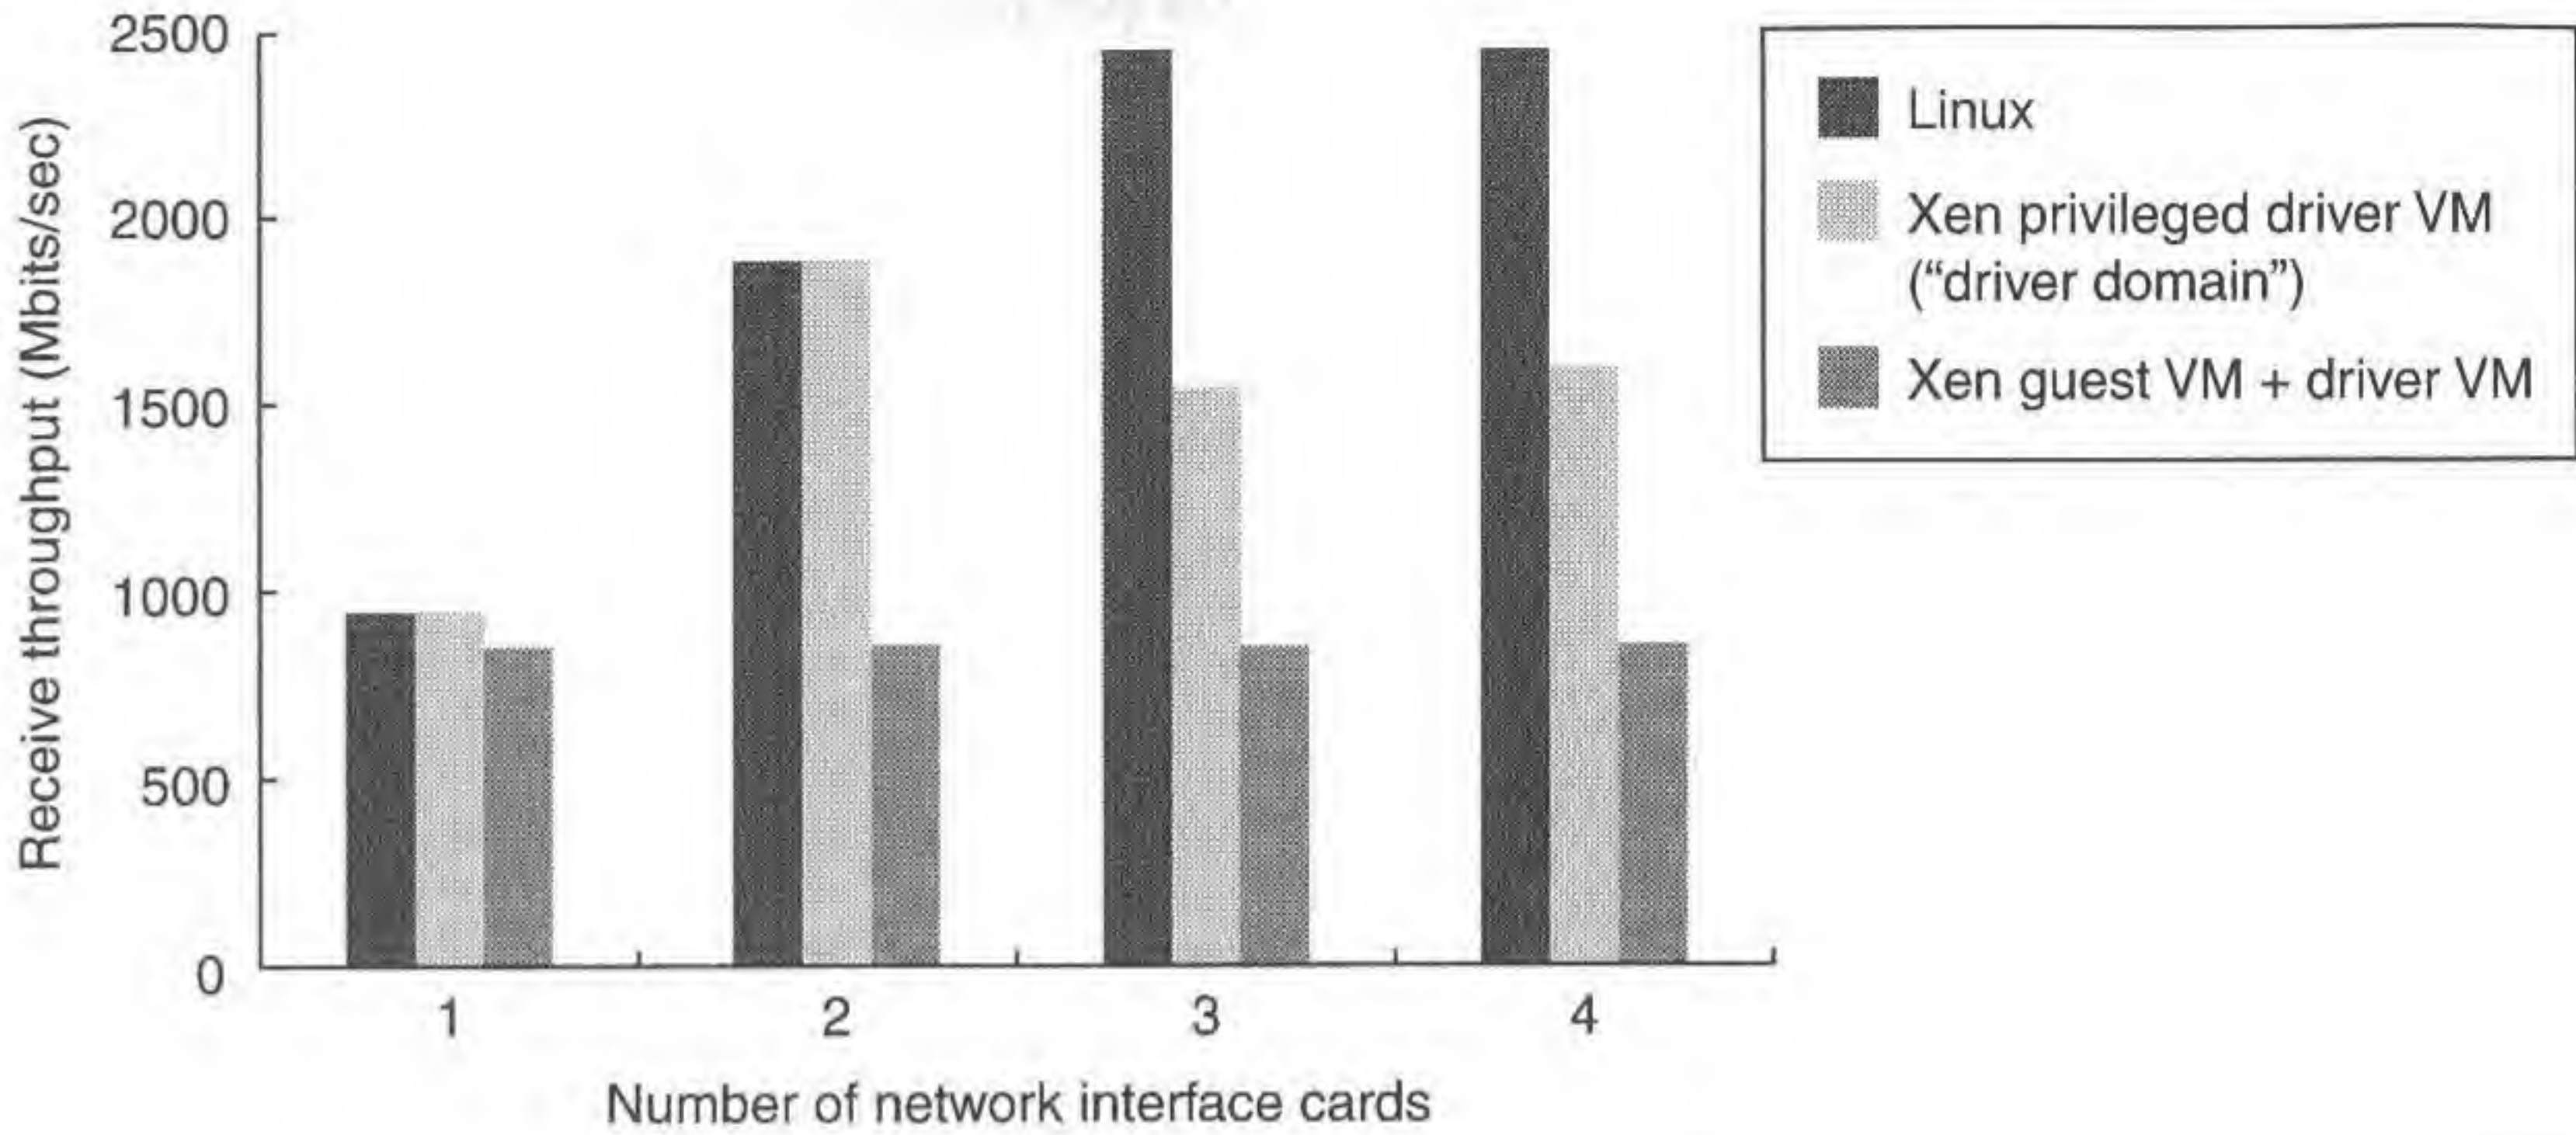 2500
2000
1500
1000
500
0
Receive throughput (Mbits/sec)
1
2
3
4
Number of network interface cards
Linux
Xen privileged driver VM
(“driver domain”)
Xen guest VM + driver VM